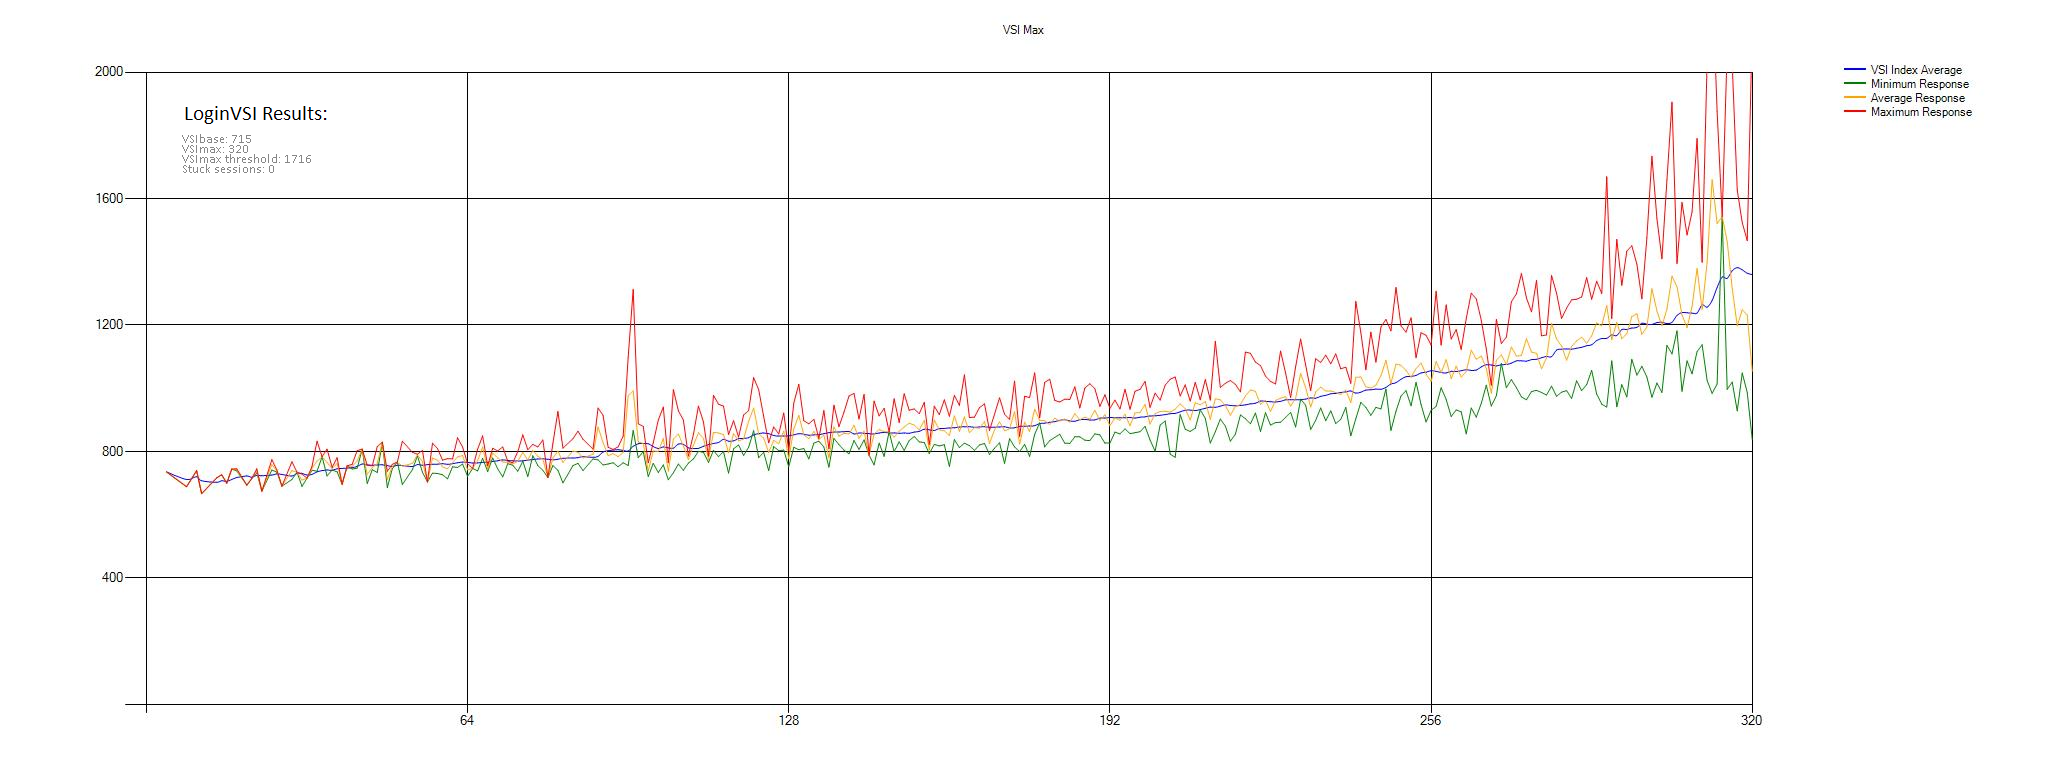 VSI Max
2000
1600
1200
800
400
64
128
192
256
320
LoginVSI Results:
VSIbase: 715
VSImax: 320
VSImax threshold: 1716
Stuck sessions: 0
VSI Index Average
Minimum Response
Average Response
Maximum Response